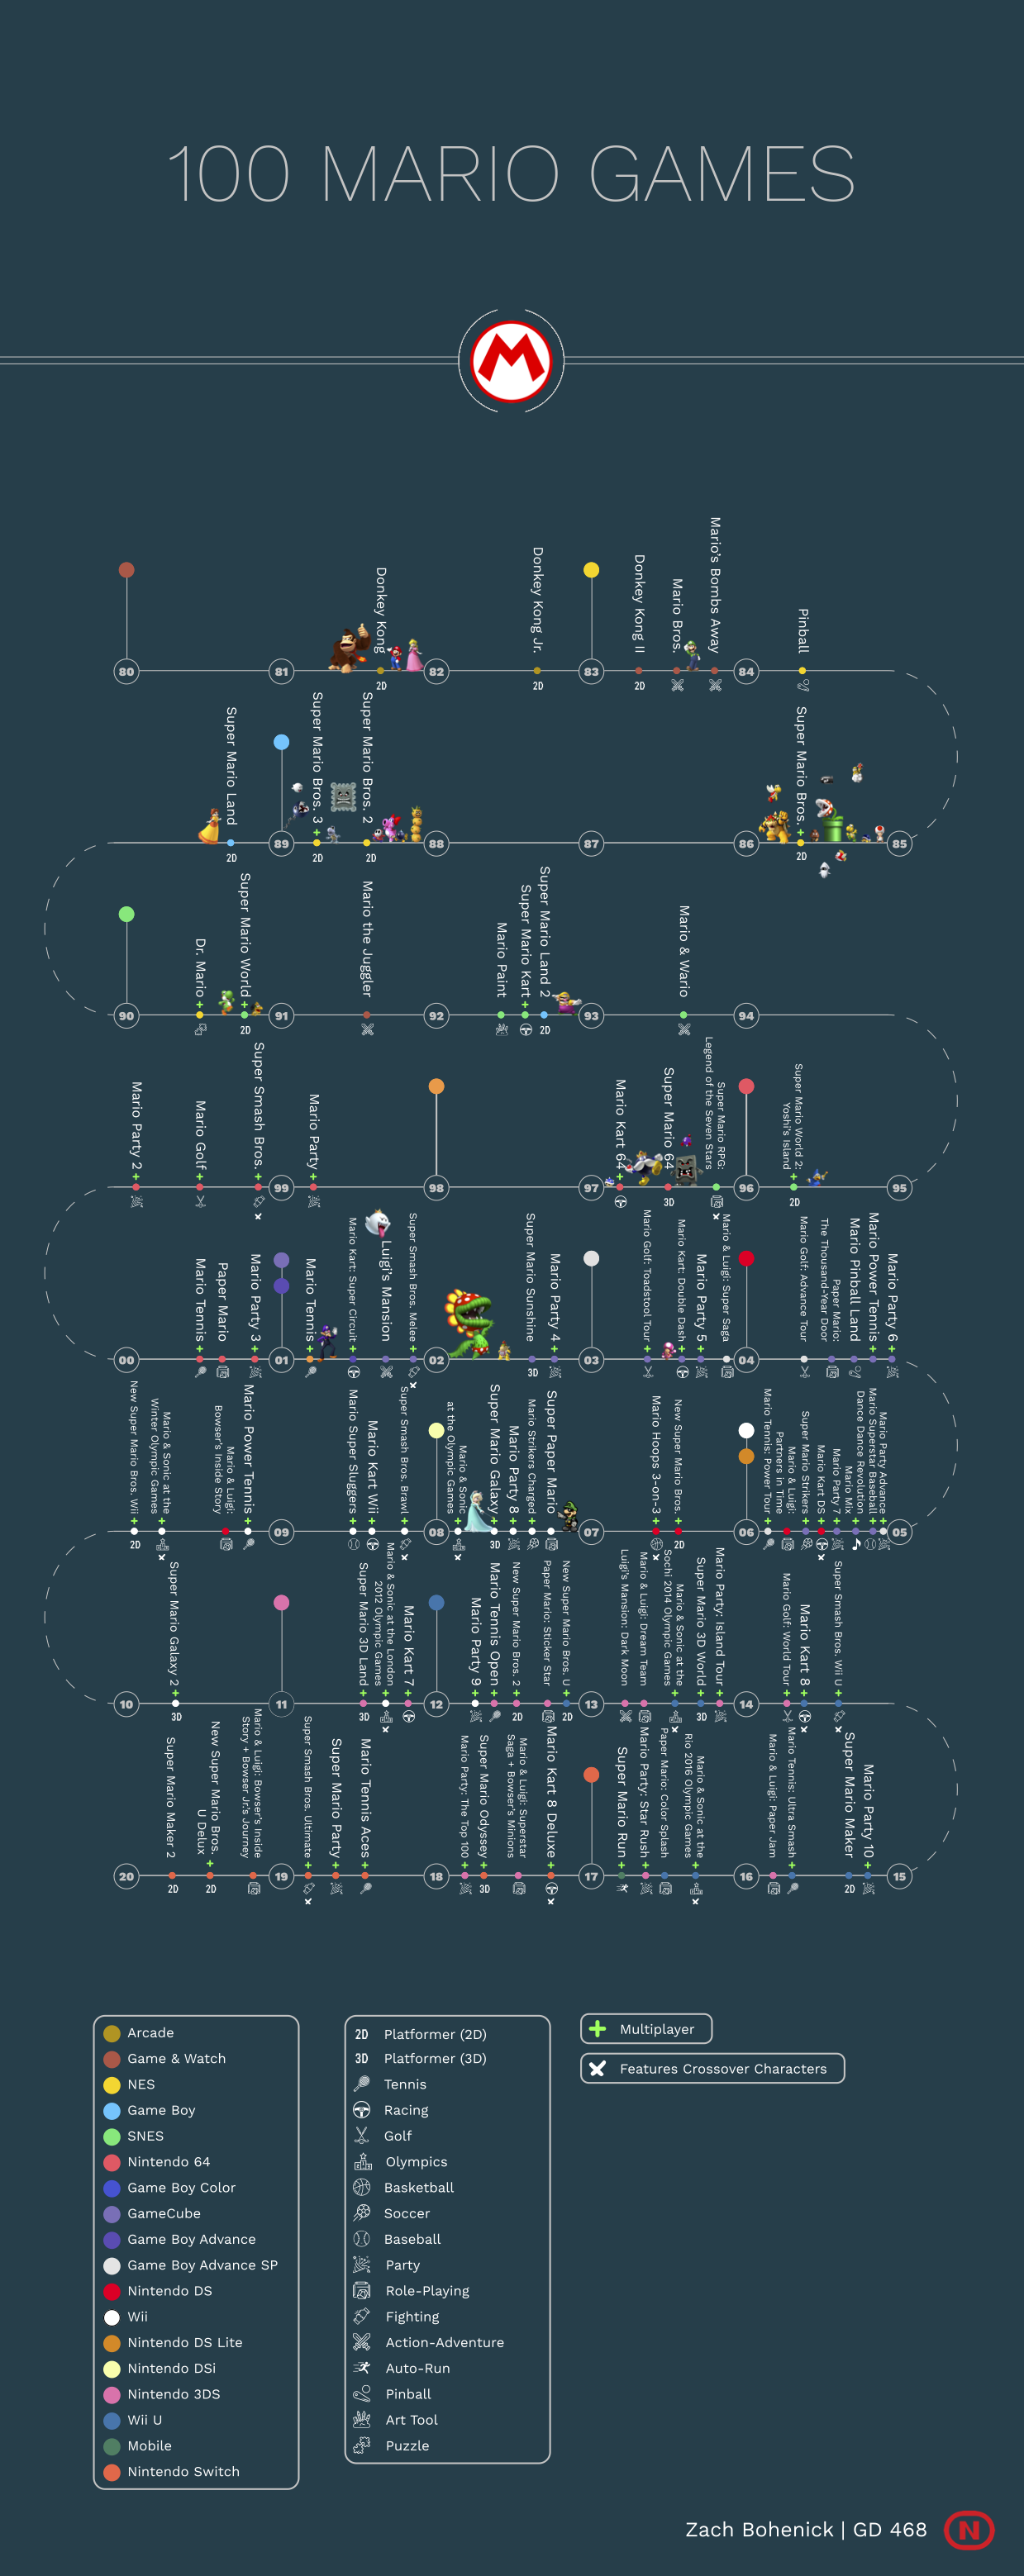 100 MARIO GAMES
M
Donkey Kong
Donkey Kong Jr.
Donkey Kong II
Mario Bros.
Mario's Bombs Away
Pinball
80
81
82
83
84
2D
2D
2D
Super Mario Land
Super Mario Bros. 3
Super Mario Bros. 2
Super Mario Bros.
89
88
87
86
85
2D
2D
2D
2D
Dr. Mario
Super Mario World
Mario the Juggler
Mario Paint
Super Mario Kart
Super Mario Land 2
Mario & Wario
90
91
92
93
94
2D
2D
Mario Party 2
Mario Golf
Super Smash Bros.
Mario Party
Mario Kart 64
Super Mario 64
Super Mario RPG:
Legend of the Seven Stars
Super Mario World 2:
Yoshi's Island
99
98
97
96
95
3D
2D
Mario Tennis
Paper Mario
Mario Party 3
Mario Tennis
Mario Kart: Super Circuit
Luigi's Mansion
Super Smash Bros. Melee
Super Mario Sunshine
Mario Party 4
Mario Golf: Toadstool Tour
Mario Kart: Double Dash
Mario Party 5
Mario & Luigi: Super Saga
Mario Golf: Advance Tour
Paper Mario:
The Thousand-Year Door
Mario Pinball Land
Mario Power Tennis
Mario Party 6
00
01
02
03
04
3D
New Super Mario Bros. Wii
Mario & Sonic at the
Winter Olympic Games
Mario & Luigi:
Bowser's Inside Story
Mario Power Tennis
Mario Super Sluggers
Mario Kart Wii
Super Smash Bros. Brawl
Mario & Sonic
at the Olympic Games
Super Mario Galaxy
Mario Party 8
Mario Strikers Charged
Super Paper Mario
Mario Hoops 3-on-3
New Super Mario Bros.
Mario Tennis: Power Tour
Mario & Luigi:
Partners in Time
Super Mario Strikers
Mario Kart DS
Mario Party 7
Mario Mix
Dance Dance Revolution
Mario Superstar Baseball
Mario Party Advance
09
08
07
06
05
2D
3D
2D
Super Mario Galaxy 2
Super Mario 3D Land
Mario & Sonic at the London
2012 Olympic Games
Mario Kart 7
Mario Party 9
Mario Tennis Open
New Super Mario Bros. 2
Paper Mario: Sticker Star
New Super Mario Bros. U
Luigi's Mansion: Dark Moon
Mario & Luigi: Dream Team
Mario & Sonic at the
Sochi 2014 Olympic Games
Super Mario 3D World
Mario Party: Island Tour
Mario Golf: World Tour
Mario Kart 8
Super Smash Bros. Wii U
10
11
12
13
14
3D
3D
2D
2D
3D
Super Mario Maker 2
New Super Mario Bros.
U Delux
Mario & Luigi: Bowser's Inside
Story + Bowser Jr.'s Journey
Super Smash Bros. Ultimate
Super Mario Party
Mario Tennis Aces
Mario Party: The Top 100
Super Mario Odyssey
Mario & Luigi: Superstar
Saga + Bowser's Minions
Mario Kart 8 Deluxe
Super Mario Run
Mario Party: Star Rush
Paper Mario: Color Splash
Mario & Sonic at the
Rio 2016 Olympic Games
Mario & Luigi: Paper Jam
Mario Tennis: Ultra Smash
Super Mario Maker
Mario Party 10
20
19
18
17
16
15
2D
2D
3D
2D
Arcade
Game & Watch
NES
Game Boy
SNES
Nintendo 64
Game Boy Color
GameCube
Game Boy Advance
Game Boy Advance SP
Nintendo DS
Wii
Nintendo DS Lite
Nintendo DSi
Nintendo 3DS
Wii U
Mobile
Nintendo Switch
2D Platformer (2D)
3D Platformer (3D)
Tennis
Racing
Golf
Olympics
Basketball
Soccer
Baseball
Party
Role-Playing
Fighting
Action-Adventure
Auto-Run
Pinball
Art Tool
Puzzle
Multiplayer
Features Crossover Characters
Zach Bohenick | GD 468
N